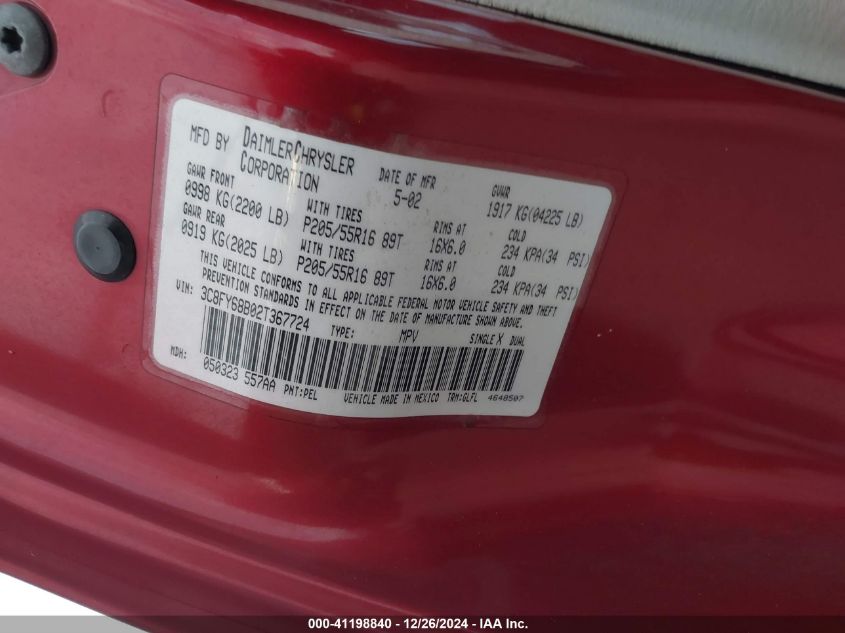 MFD BY DAIMLERCHRYSLER CORPORATION DATE OF MFR 5-02 GVWR 1917 KG(04225 LB)
GAWR FRONT 0998 KG(2200 LB) WITH TIRES P205/55R16 89T RIMS AT 16X6.0 COLD 234 KPA(34 PSI)
GAWR REAR 0919 KG(2025 LB) WITH TIRES P205/55R16 89T RIMS AT 16X6.0 COLD 234 KPA(34 PSI)
THIS VEHICLE CONFORMS TO ALL APPLICABLE FEDERAL MOTOR VEHICLE SAFETY AND THEFT
PREVENTION STANDARDS IN EFFECT ON THE DATE OF MANUFACTURE SHOWN ABOVE.
VIN: 3C8FY68B02T367724 TYPE: MPV SINGLE X DUAL
MDH: 050323 557AA PNT:PEL VEHICLE MADE IN MEXICO TRM:GLFL 4648507
000-41198840 - 12/26/2024 - IAA Inc.